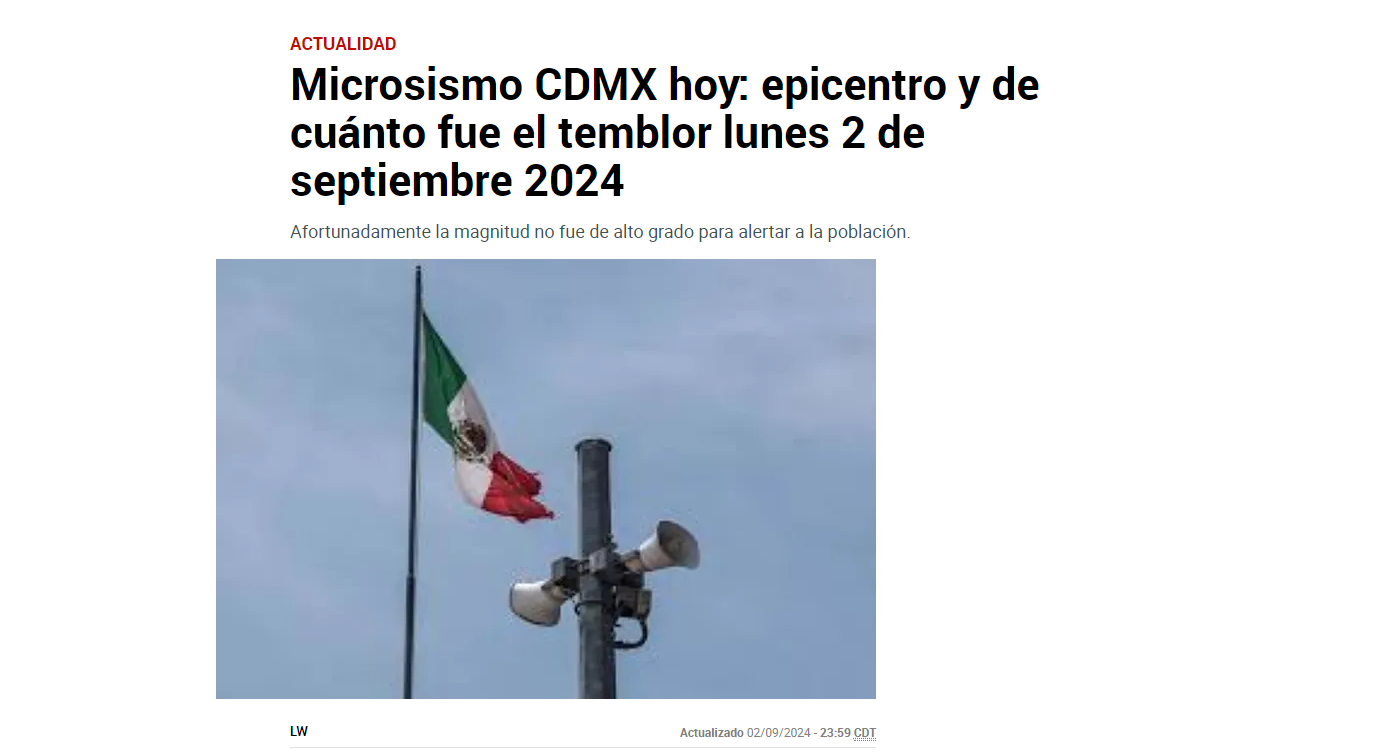 ACTUALIDAD
Microsismo CDMX hoy: epicentro y de
cuánto fue el temblor lunes 2 de
septiembre 2024
Afortunadamente la magnitud no fue de alto grado para alertar a la población.
LW
Actualizado 02/09/2024 - 23:59 CDT